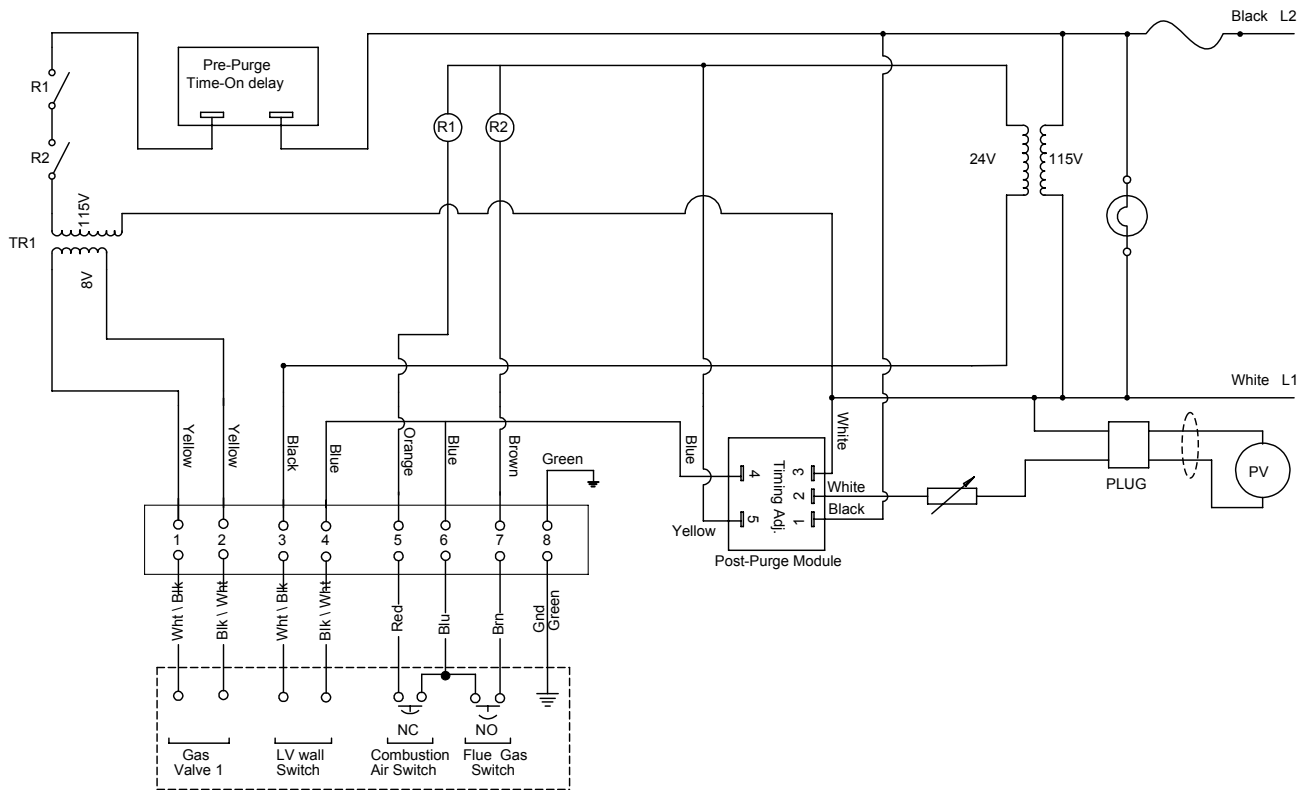 Black L2
Pre-Purge
Time-On delay
R1
R2
R1
R2
24V
115V
115V
TR1
8V
White L1
Yellow
Yellow
Black
Blue
Orange
Blue
Brown
Green
Blue
White
4
3
White
2
Black
1
5
Timing Adj.
Yellow
Post-Purge Module
PLUG
PV
1
2
3
4
5
6
7
8
Wht \ Blk
Blk \ Wht
Wht \ Blk
Blk \ Wht
Red
Blu
Brn
Gnd
Green
NC
NO
Gas
Valve 1
LV wall
Switch
Combustion
Air Switch
Flue Gas
Switch